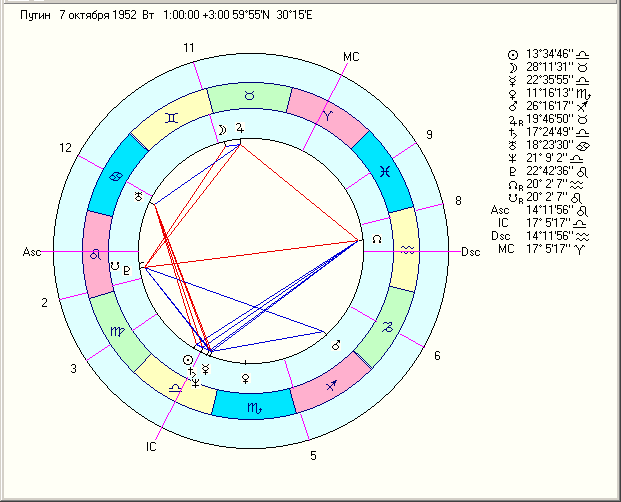 Путин 7 октября 1952 Вт 1:00:00 +3:00 59°55'N 30°15'E
11
MC
12
9
8
Asc
Dsc
2
3
6
IC
5
☉ 13°34'46" ♎
☽ 28°11'31" ♉
☿ 22°35'55" ♎
♀ 11°16'13" ♏
♂ 26°16'17" ♐
♃R 19°46'50" ♉
♄ 17°24'49" ♎
♅ 18°23'30" ♋
♆ 21° 9' 2" ♎
♇ 22°42'36" ♌
☊R 20° 2' 7" ♒
☋R 20° 2' 7" ♌
Asc 14°11'56" ♌
IC 17° 5'17" ♎
Dsc 14°11'56" ♒
MC 17° 5'17" ♈